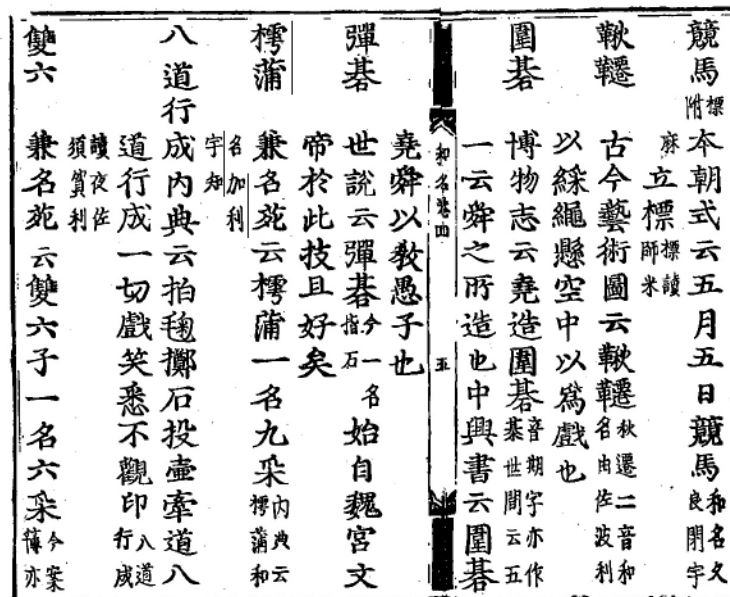 競馬標附 夲朝式云五月五日競馬和名久良閇宇
麻立標標讀師米
鞦韆 古今藝術圖云鞦韆秋遷二音和名由佐波利
以綵繩懸空中以爲戲也
圍碁 博物志云堯造圍碁音期字亦作棊世間云五
一云舜之所造也中興書云圍碁
和名卷四 五
堯舜以教愚子也
彈碁 世說云彈碁今一名指石始自魏宮文
帝於此技且好矣
樗蒲 兼名苑云樗蒲一名九采內典云樗蒲和
名加利宇知
八道行成 內典云拍毱擲石投壺牽道八
道行成一切戲笑悉不觀印八道行成
讀夜佐須賀利
雙六 兼名苑云雙六子一名六采今案簙亦